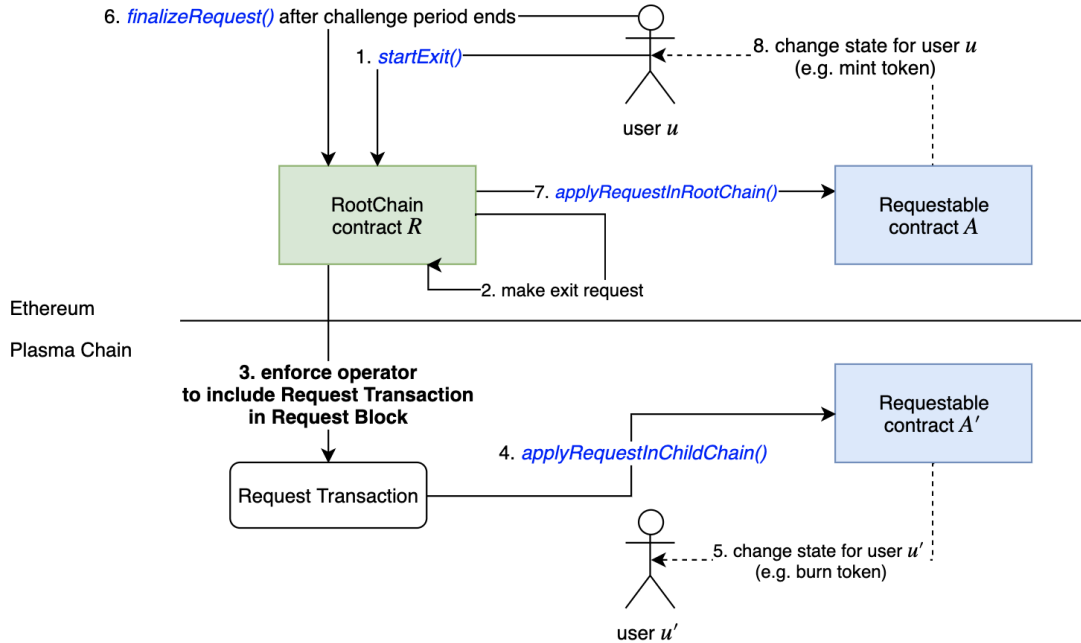 6. finalizeRequest() after challenge period ends
1. startExit()
8. change state for user u
(e.g. mint token)
user u
RootChain
contract R
7. applyRequestInRootChain()
Requestable
contract A
2. make exit request
Ethereum
Plasma Chain
3. enforce operator
to include Request Transaction
in Request Block
Requestable
contract A′
4. applyRequestInChildChain()
Request Transaction
5. change state for user u′
(e.g. burn token)
user u′